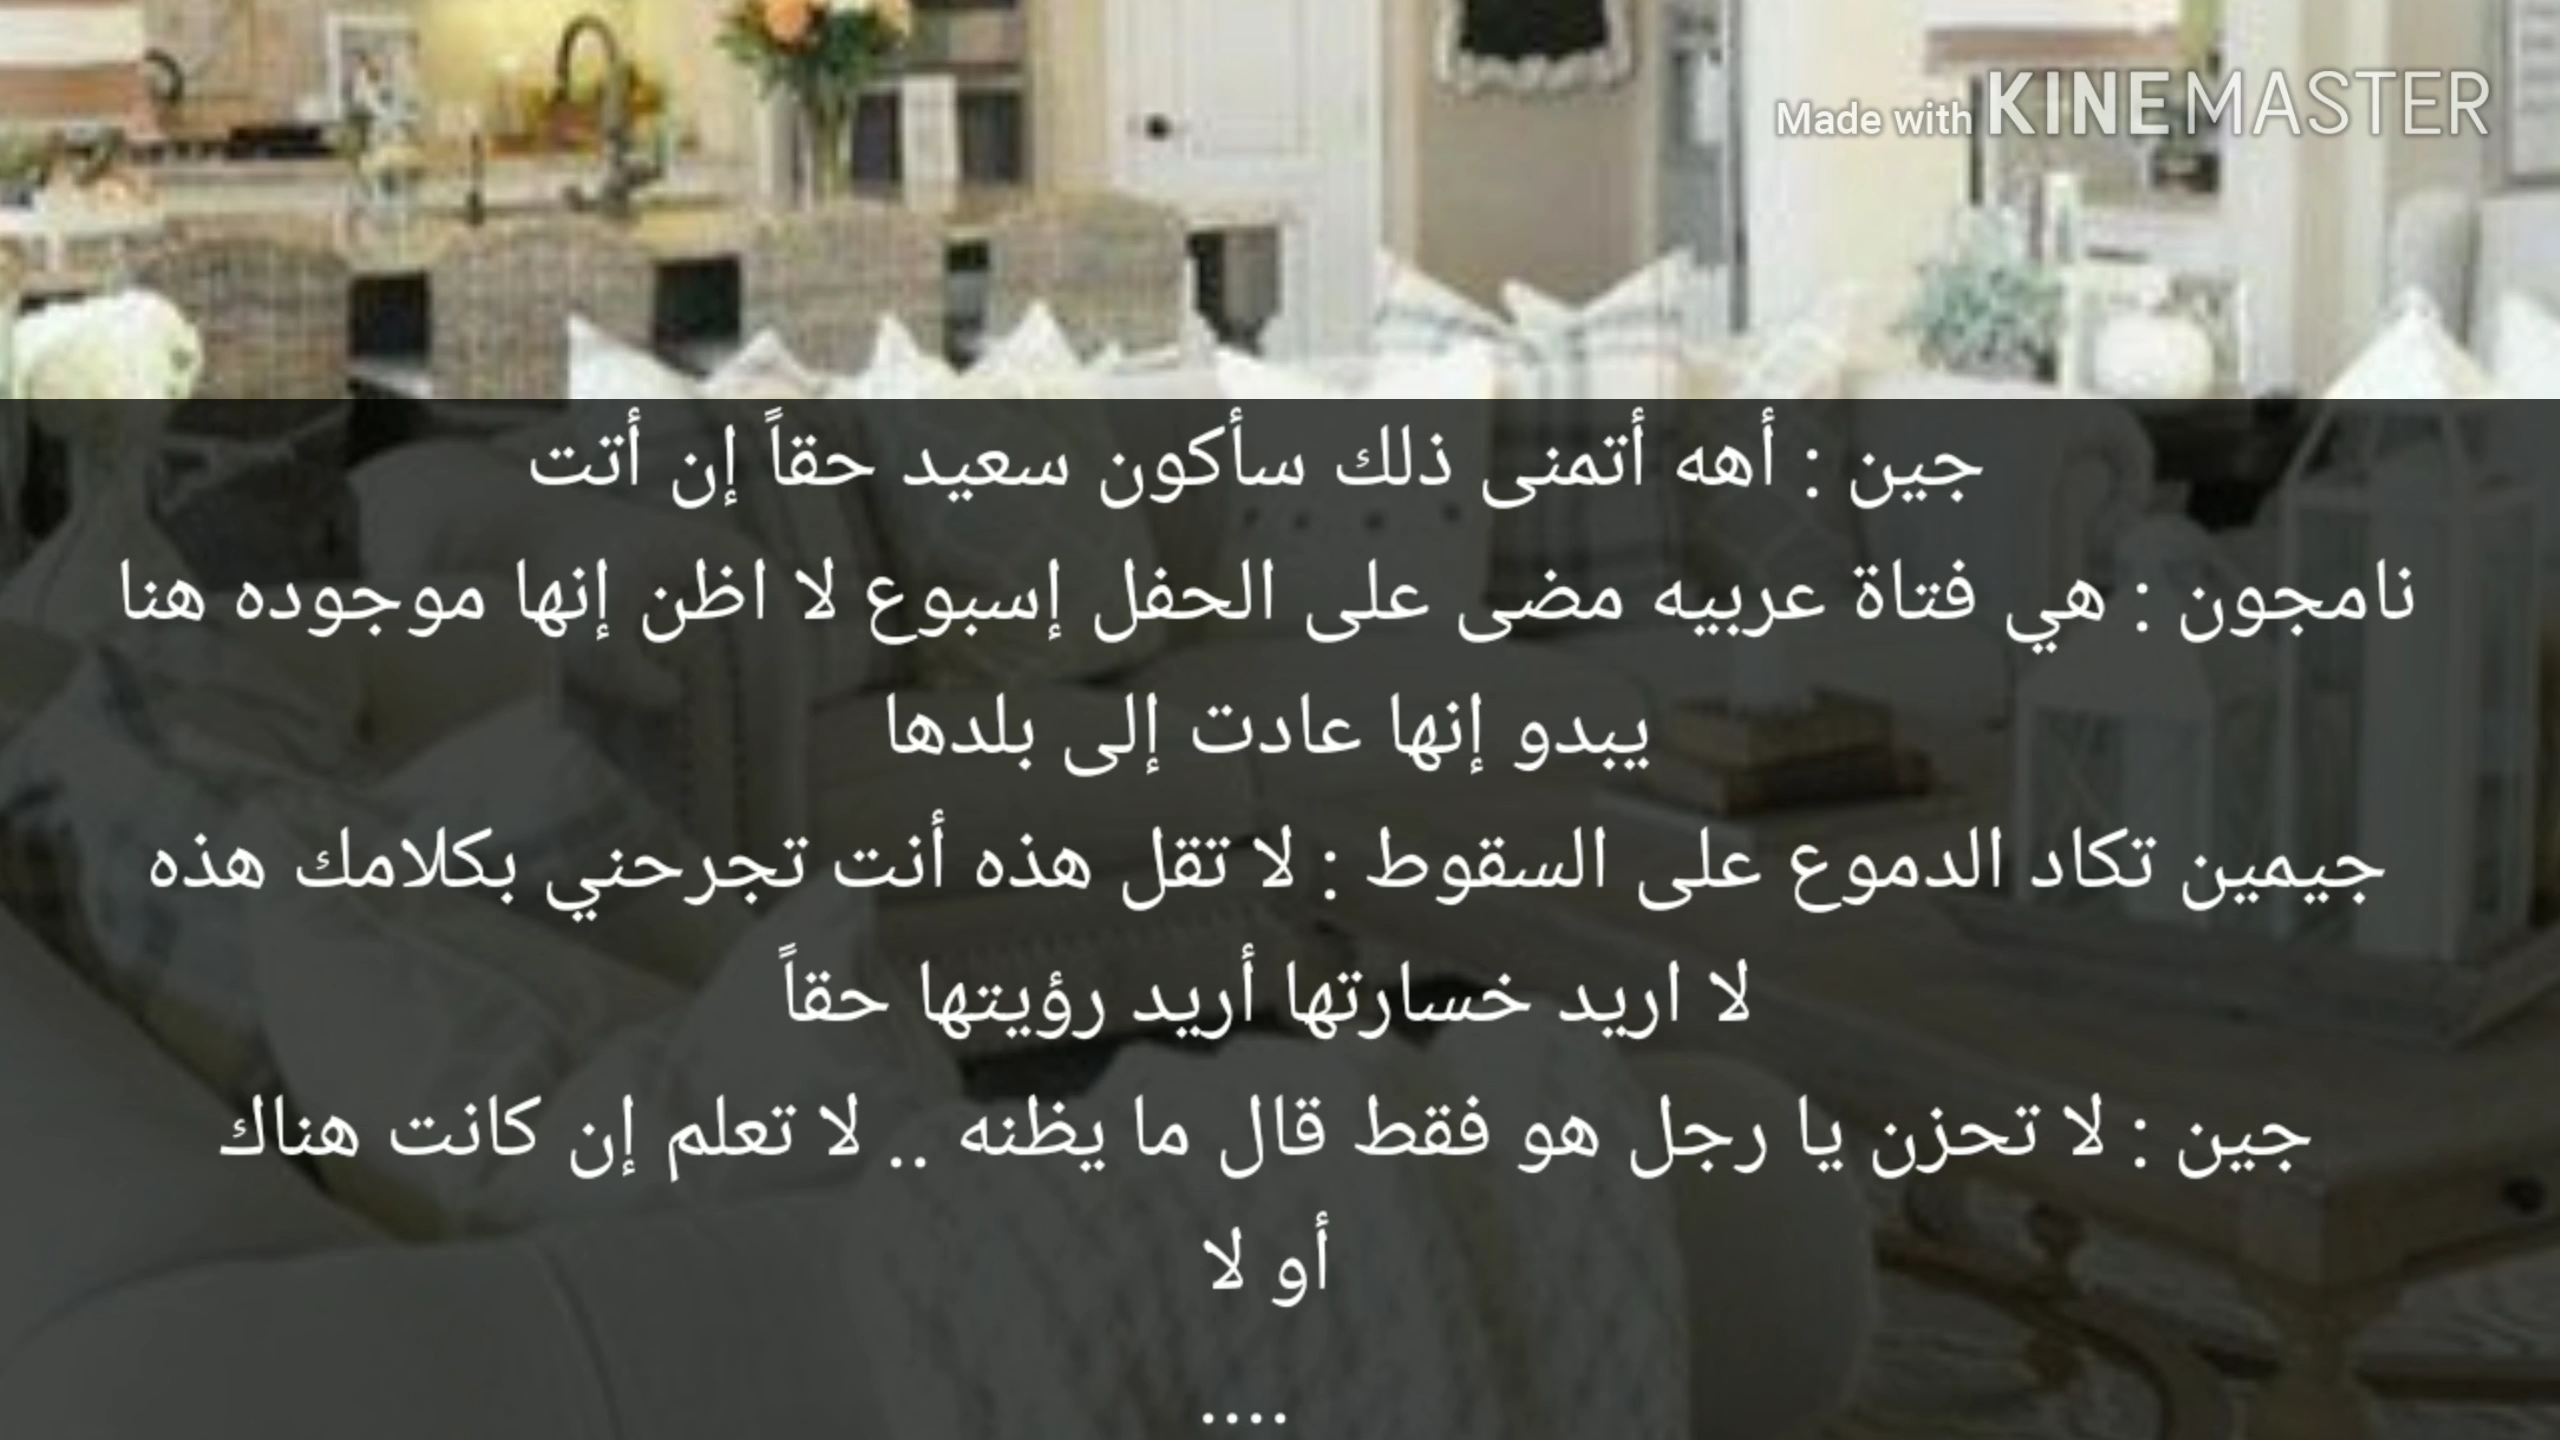 Made with KINEMASTER
جين : أهه أتمنى ذلك سأكون سعيد حقاً إن أتت
نامجون : هي فتاة عربيه مضى على الحفل إسبوع لا اظن إنها موجوده هنا
يبدو إنها عادت إلى بلدها
جيمين تكاد الدموع على السقوط : لا تقل هذه أنت تجرحني بكلامك هذه
لا اريد خسارتها أريد رؤيتها حقاً
جين : لا تحزن يا رجل هو فقط قال ما يظنه .. لا تعلم إن كانت هناك
أو لا
....